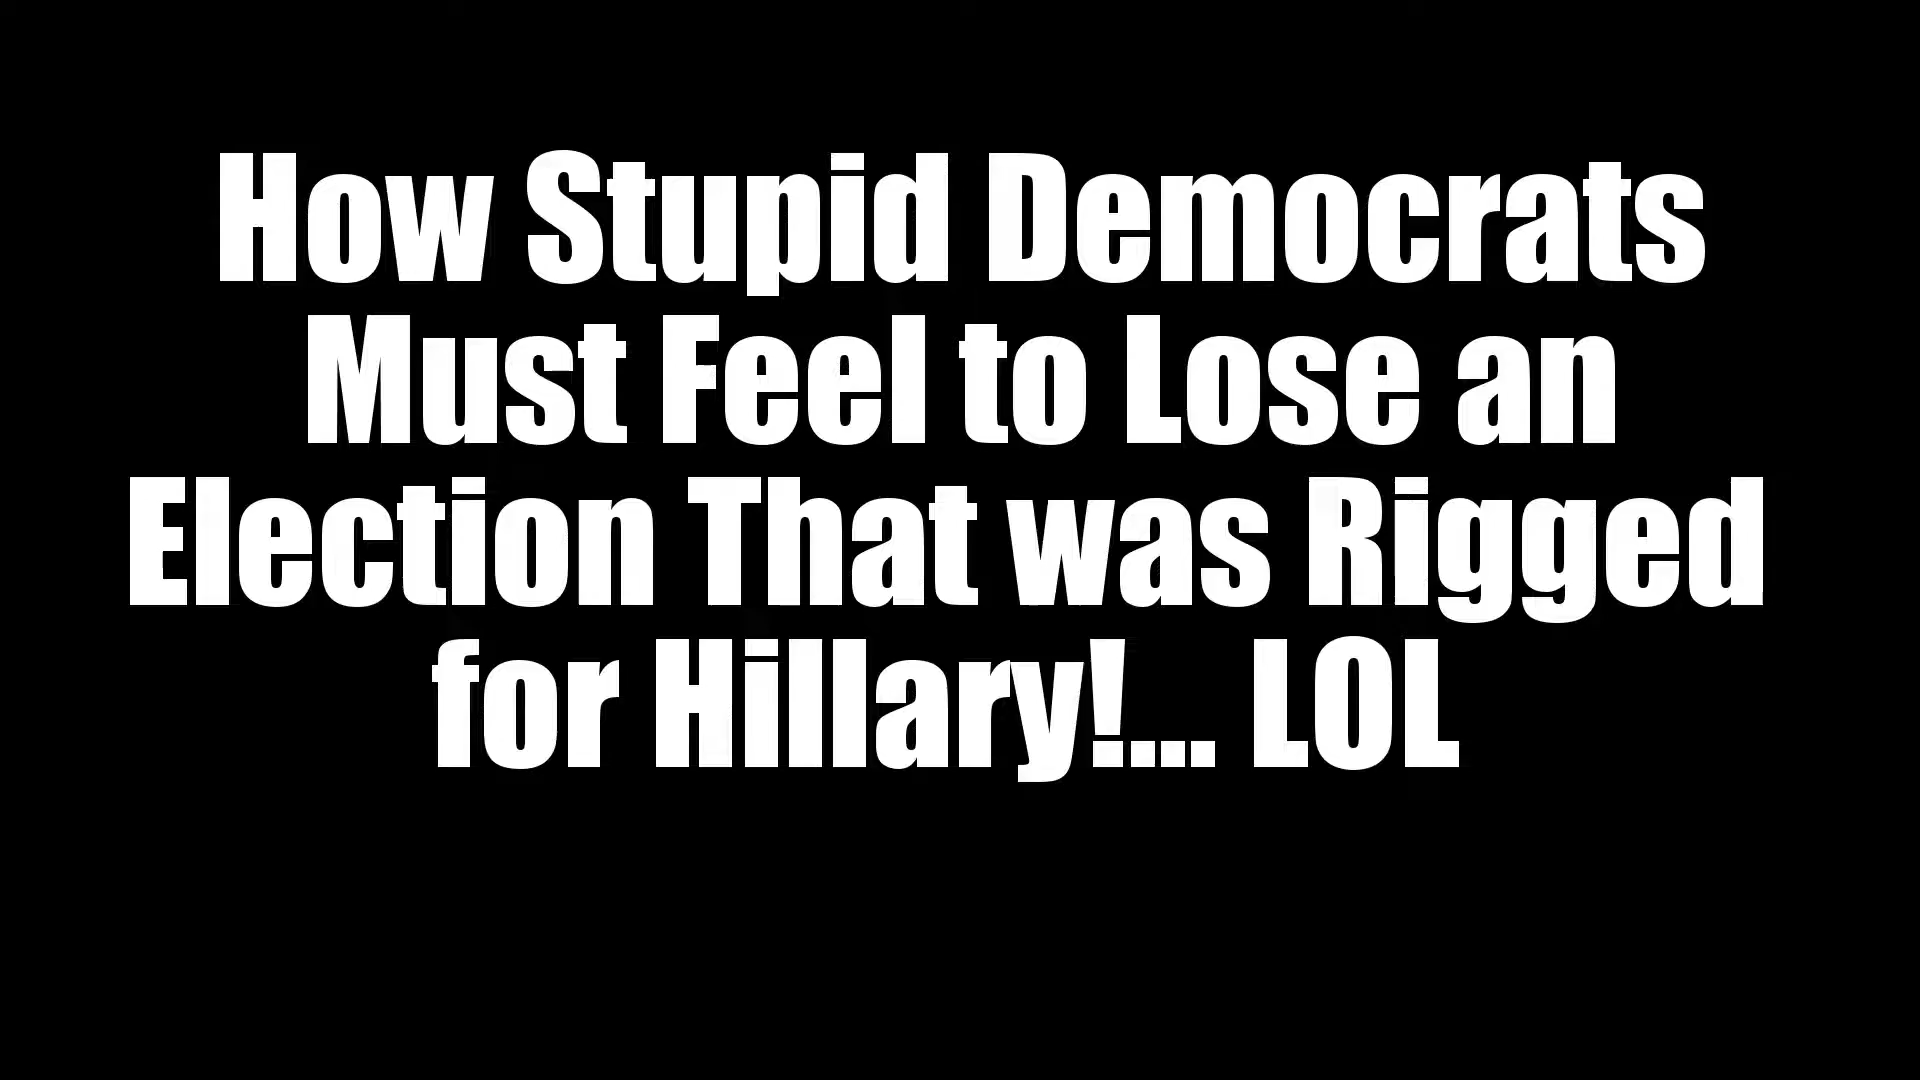 How Stupid Democrats
Must Feel to Lose an
Election That was Rigged
for Hillary!... LOL